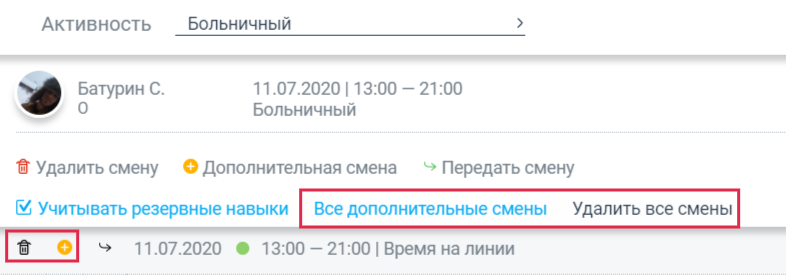 Активность Больничный
Батурин С. 11.07.2020 | 13:00 — 21:00
О Больничный
Удалить смену Дополнительная смена Передать смену
Учитывать резервные навыки Все дополнительные смены Удалить все смены
11.07.2020 13:00 — 21:00 | Время на линии